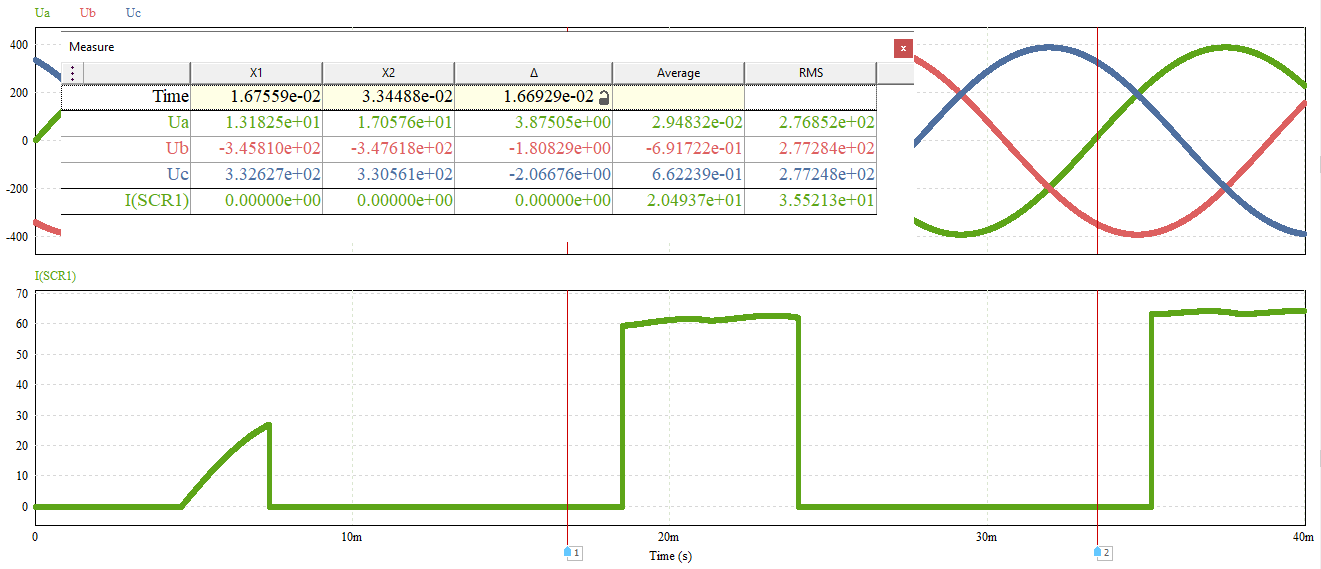 Ua Ub Uc
Measure x
X1 X2 Δ Average RMS
Time 1.67559e-02 3.34488e-02 1.66929e-02
Ua 1.31825e+01 1.70576e+01 3.87505e+00 2.94832e-02 2.76852e+02
Ub -3.45810e+02 -3.47618e+02 -1.80829e+00 -6.91722e-01 2.77284e+02
Uc 3.32627e+02 3.30561e+02 -2.06676e+00 6.62239e-01 2.77248e+02
I(SCR1) 0.00000e+00 0.00000e+00 0.00000e+00 2.04937e+01 3.55213e+01
400
200
0
-200
-400
I(SCR1)
70
60
50
40
30
20
10
0
0 10m 20m 30m 40m
1 2
Time (s)